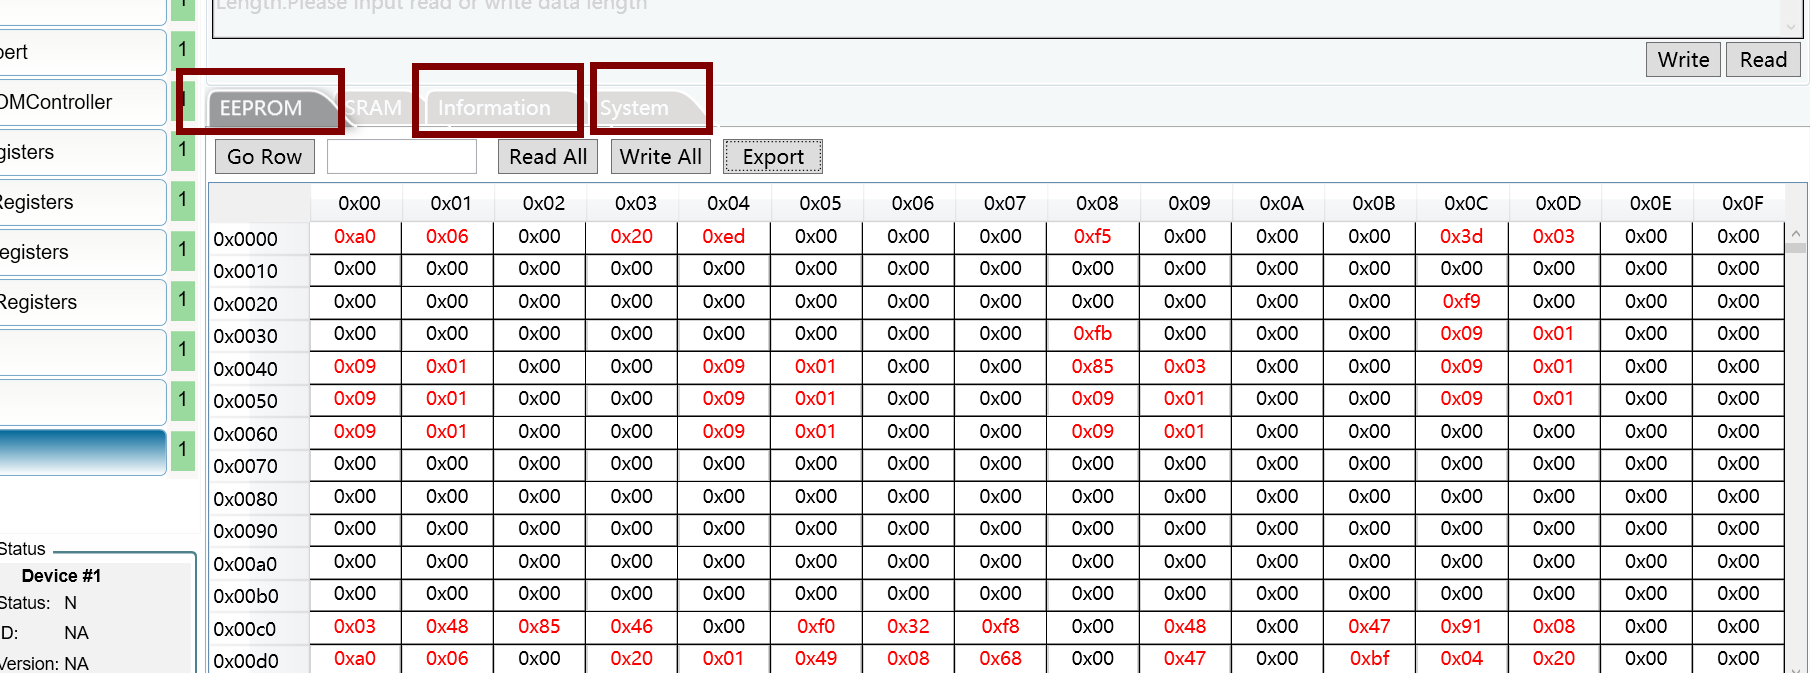 Length.Please input read or write data length
1
pert 1
Write Read
OMController 1
EEPROM SRAM Information System
gisters 1
Go Row Read All Write All Export
Registers 1
egisters 1
Registers 1
1
1
1
0x00 0x01 0x02 0x03 0x04 0x05 0x06 0x07 0x08 0x09 0x0A 0x0B 0x0C 0x0D 0x0E 0x0F
0x0000 0xa0 0x06 0x00 0x20 0xed 0x00 0x00 0x00 0xf5 0x00 0x00 0x00 0x3d 0x03 0x00 0x00
0x0010 0x00 0x00 0x00 0x00 0x00 0x00 0x00 0x00 0x00 0x00 0x00 0x00 0x00 0x00 0x00 0x00
0x0020 0x00 0x00 0x00 0x00 0x00 0x00 0x00 0x00 0x00 0x00 0x00 0x00 0xf9 0x00 0x00 0x00
0x0030 0x00 0x00 0x00 0x00 0x00 0x00 0x00 0x00 0xfb 0x00 0x00 0x00 0x09 0x01 0x00 0x00
0x0040 0x09 0x01 0x00 0x00 0x09 0x01 0x00 0x00 0x85 0x03 0x00 0x00 0x09 0x01 0x00 0x00
0x0050 0x09 0x01 0x00 0x00 0x09 0x01 0x00 0x00 0x09 0x01 0x00 0x00 0x09 0x01 0x00 0x00
0x0060 0x09 0x01 0x00 0x00 0x09 0x01 0x00 0x00 0x09 0x01 0x00 0x00 0x00 0x00 0x00 0x00
0x0070 0x00 0x00 0x00 0x00 0x00 0x00 0x00 0x00 0x00 0x00 0x00 0x00 0x00 0x00 0x00 0x00
0x0080 0x00 0x00 0x00 0x00 0x00 0x00 0x00 0x00 0x00 0x00 0x00 0x00 0x00 0x00 0x00 0x00
0x0090 0x00 0x00 0x00 0x00 0x00 0x00 0x00 0x00 0x00 0x00 0x00 0x00 0x00 0x00 0x00 0x00
0x00a0 0x00 0x00 0x00 0x00 0x00 0x00 0x00 0x00 0x00 0x00 0x00 0x00 0x00 0x00 0x00 0x00
0x00b0 0x00 0x00 0x00 0x00 0x00 0x00 0x00 0x00 0x00 0x00 0x00 0x00 0x00 0x00 0x00 0x00
0x00c0 0x03 0x48 0x85 0x46 0x00 0xf0 0x32 0xf8 0x00 0x48 0x00 0x47 0x91 0x08 0x00 0x00
0x00d0 0xa0 0x06 0x00 0x20 0x01 0x49 0x08 0x68 0x00 0x47 0x00 0xbf 0x04 0x20 0x00 0x00
Status
Device #1
Status: N
D: NA
Version: NA